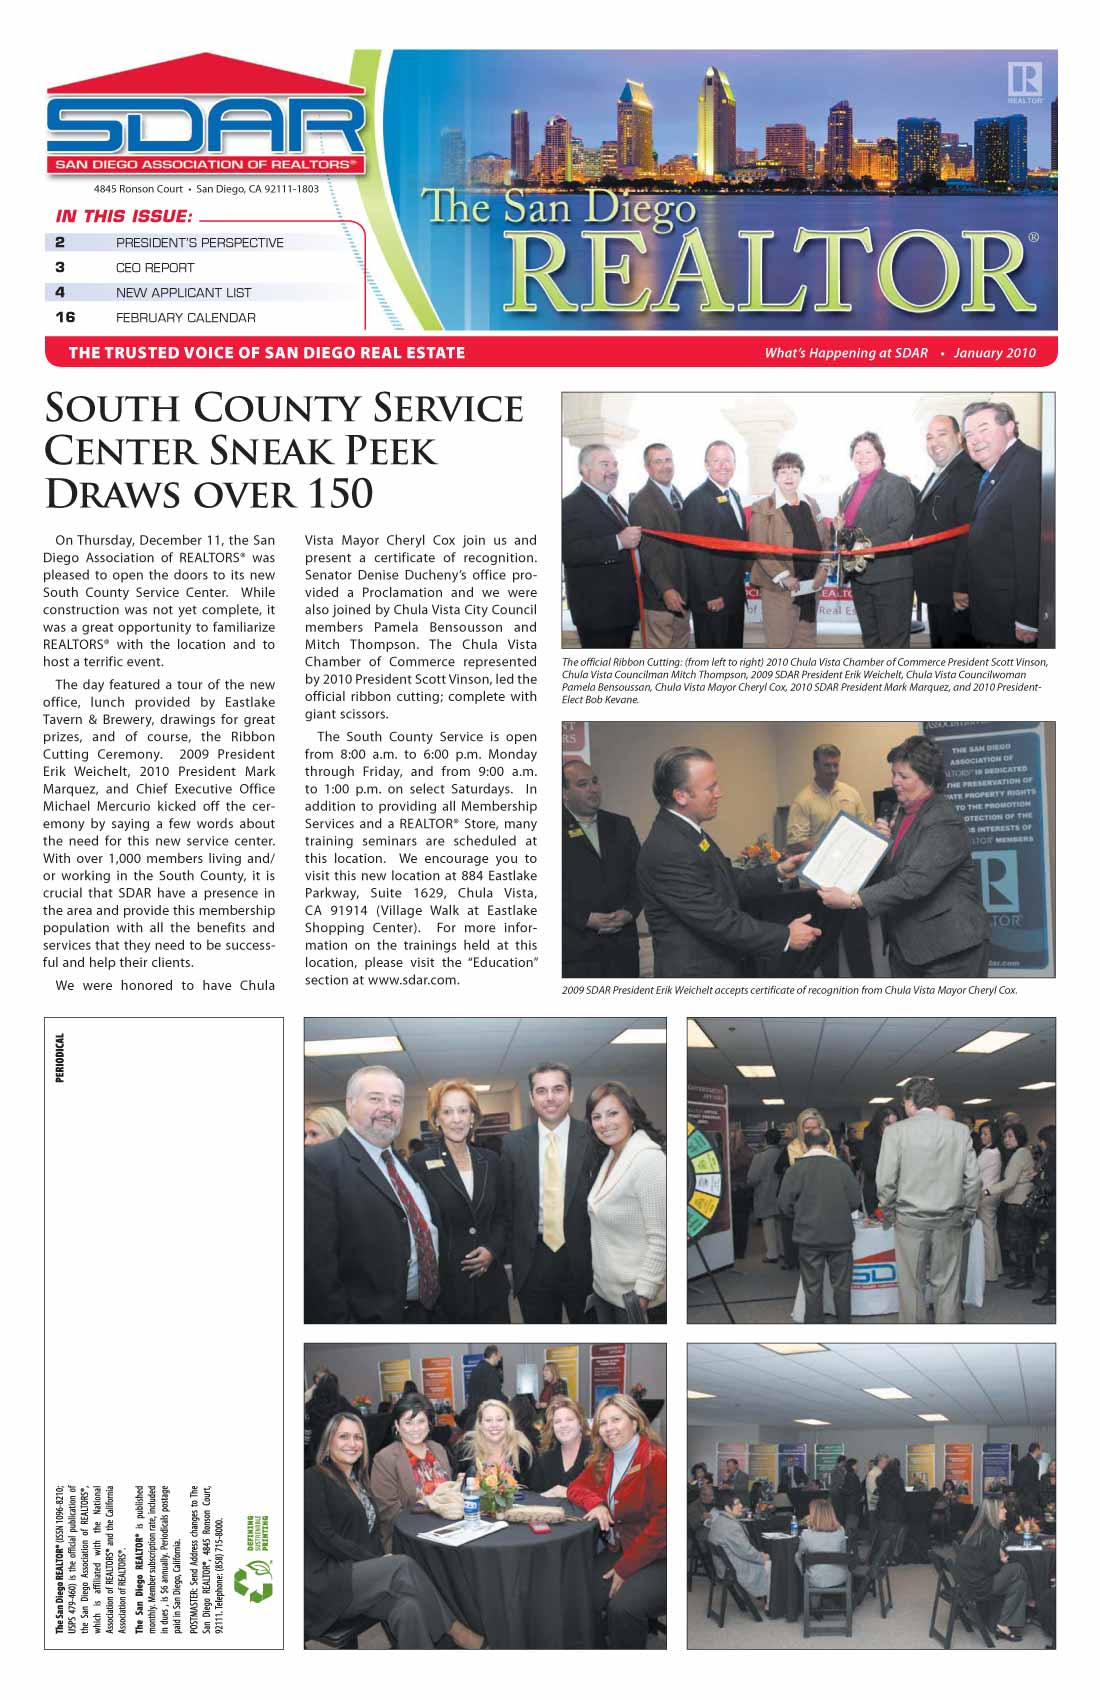 SDAR
SAN DIEGO ASSOCIATION OF REALTORS®
4845 Ronson Court • San Diego, CA 92111-1803
IN THIS ISSUE:
2 PRESIDENT'S PERSPECTIVE
3 CEO REPORT
4 NEW APPLICANT LIST
16 FEBRUARY CALENDAR
R
REALTOR®
The San Diego
REALTOR®
THE TRUSTED VOICE OF SAN DIEGO REAL ESTATE
What's Happening at SDAR • January 2010
SOUTH COUNTY SERVICE
CENTER SNEAK PEEK
DRAWS OVER 150
On Thursday, December 11, the San
Diego Association of REALTORS® was
pleased to open the doors to its new
South County Service Center. While
construction was not yet complete, it
was a great opportunity to familiarize
REALTORS® with the location and to
host a terrific event.
The day featured a tour of the new
office, lunch provided by Eastlake
Tavern & Brewery, drawings for great
prizes, and of course, the Ribbon
Cutting Ceremony. 2009 President
Erik Weichelt, 2010 President Mark
Marquez, and Chief Executive Office
Michael Mercurio kicked off the cer-
emony by saying a few words about
the need for this new service center.
With over 1,000 members living and/
or working in the South County, it is
crucial that SDAR have a presence in
the area and provide this membership
population with all the benefits and
services that they need to be success-
ful and help their clients.
We were honored to have Chula
Vista Mayor Cheryl Cox join us and
present a certificate of recognition.
Senator Denise Ducheny's office pro-
vided a Proclamation and we were
also joined by Chula Vista City Council
members Pamela Bensousson and
Mitch Thompson. The Chula Vista
Chamber of Commerce represented
by 2010 President Scott Vinson, led the
official ribbon cutting; complete with
giant scissors.
The South County Service is open
from 8:00 a.m. to 6:00 p.m. Monday
through Friday, and from 9:00 a.m.
to 1:00 p.m. on select Saturdays. In
addition to providing all Membership
Services and a REALTOR® Store, many
training seminars are scheduled at
this location. We encourage you to
visit this new location at 884 Eastlake
Parkway, Suite 1629, Chula Vista,
CA 91914 (Village Walk at Eastlake
Shopping Center). For more infor-
mation on the trainings held at this
location, please visit the "Education"
section at www.sdar.com.
Real Es
The official Ribbon Cutting: (from left to right) 2010 Chula Vista Chamber of Commerce President Scott Vinson,
Chula Vista Councilman Mitch Thompson, 2009 SDAR President Erik Weichelt, Chula Vista Councilwoman
Pamela Bensoussan, Chula Vista Mayor Cheryl Cox, 2010 SDAR President Mark Marquez, and 2010 President-
Elect Bob Kevane.
THE SAN DIEGO
ASSOCIATION OF
IS DEDICATED
THE PRESERVATION OF
PROPERTY RIGHTS
TO THE PROMOTION
OTECTION OF THE
INTERESTS OF
MEMBERS
R
TOR
2009 SDAR President Erik Weichelt accepts certificate of recognition from Chula Vista Mayor Cheryl Cox.
PERIODICAL
The San Diego REALTOR® (ISSN 1096-8210;
USPS 479-460) is the official publication of
the San Diego Association of REALTORS®,
which is affiliated with the National
Association of REALTORS® and the California
Association of REALTORS®.
The San Diego REALTOR® is published
monthly. Member subscription rate, included
in dues , is $6 annually. Periodicals postage
paid in San Diego, California.
POSTMASTER: Send Address changes to The
San Diego REALTOR®, 4845 Ronson Court,
92111. Telephone: (858) 715-8000.
DEFINING
SUSTAINABLE
PRINTING
GOVERNMENT
AFFAIRS
SD